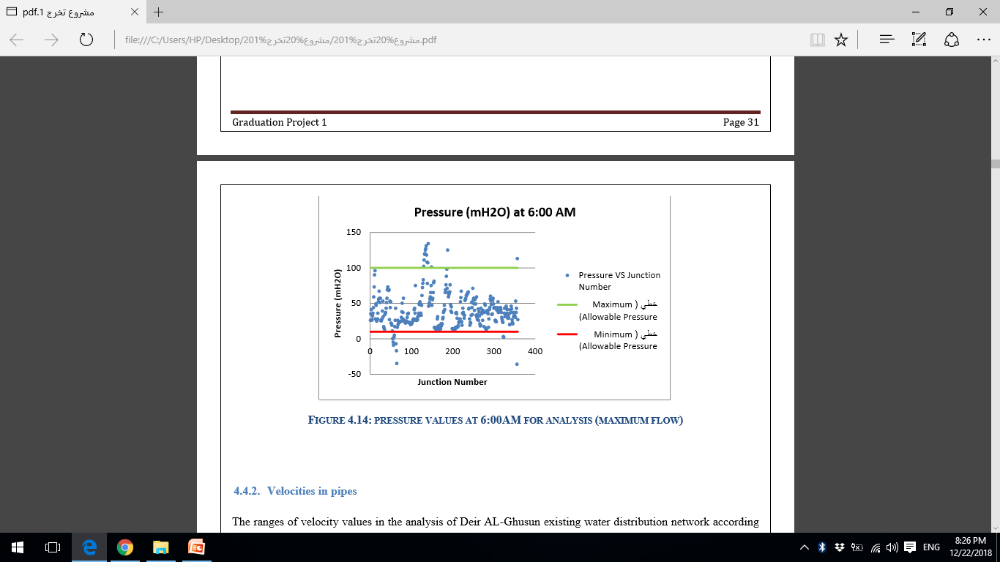 مشروع تخرج 1.pdf
file:///C:/Users/HP/Desktop/201%مشروع%20تخرج/201%مشروع%20تخرج.pdf
Graduation Project 1 Page 31
Pressure (mH2O) at 6:00 AM
150
100
50
0
-50
0 100 200 300 400
Pressure (mH2O)
Junction Number
Pressure VS Junction
Number
خطي ( Maximum
Allowable Pressure)
خطي ( Minimum
Allowable Pressure)
FIGURE 4.14: PRESSURE VALUES AT 6:00AM FOR ANALYSIS (MAXIMUM FLOW)
4.4.2. Velocities in pipes
The ranges of velocity values in the analysis of Deir AL-Ghusun existing water distribution network according
ENG
8:26 PM
12/22/2018